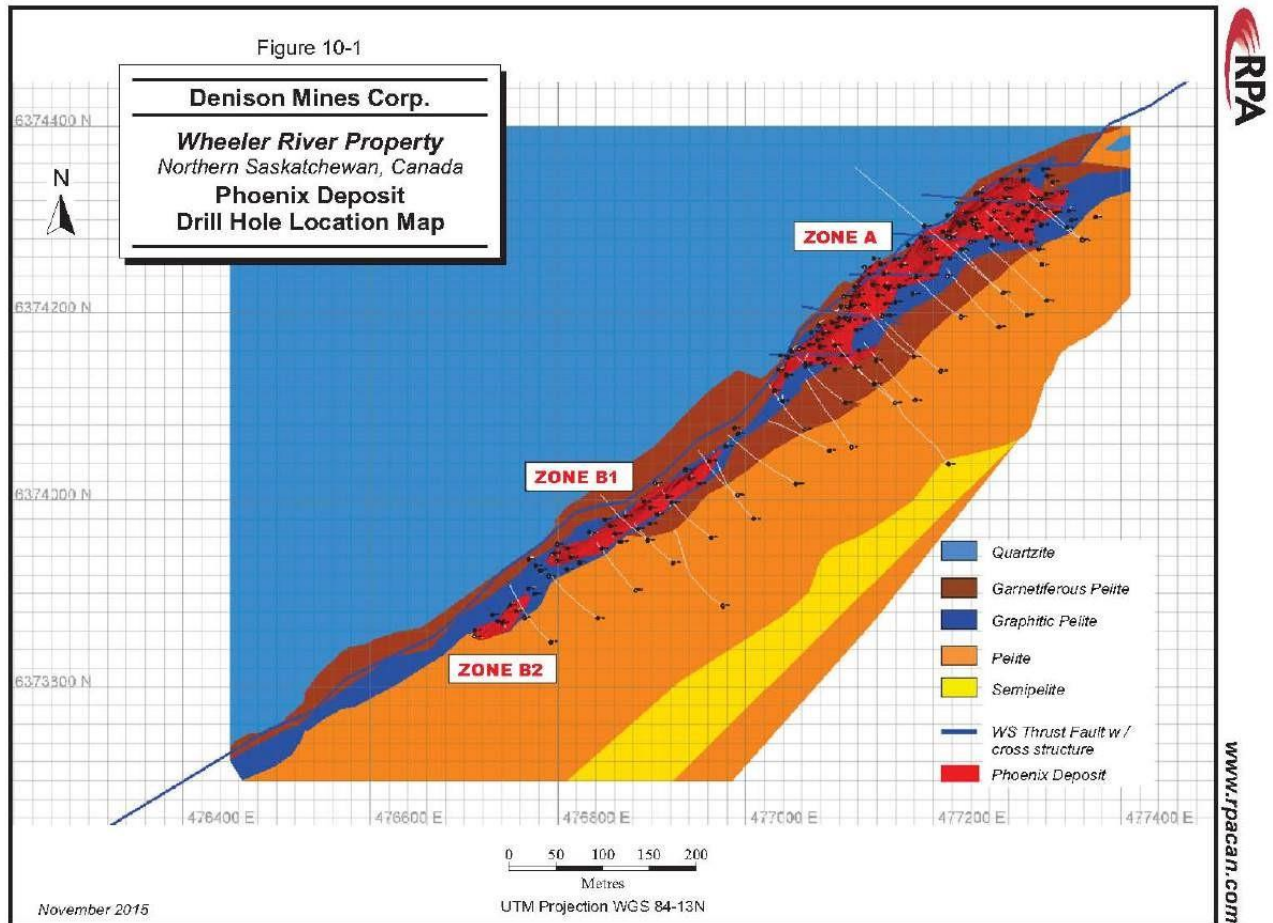 Figure 10-1
Denison Mines Corp.
Wheeler River Property
Northern Saskatchewan, Canada
Phoenix Deposit
Drill Hole Location Map
RPA
N
6374400 N
6374200 N
6374000 N
6373800 N
ZONE A
ZONE B1
ZONE B2
Quartzite
Garnetiferous Pelite
Graphitic Pelite
Pelite
Semipelite
WS Thrust Fault w /
cross structure
Phoenix Deposit
476400 E
476600 E
476800 E
477000 E
477200 E
477400 E
0 50 100 150 200
Metres
UTM Projection WGS 84-13N
November 2015
www.rpacan.com